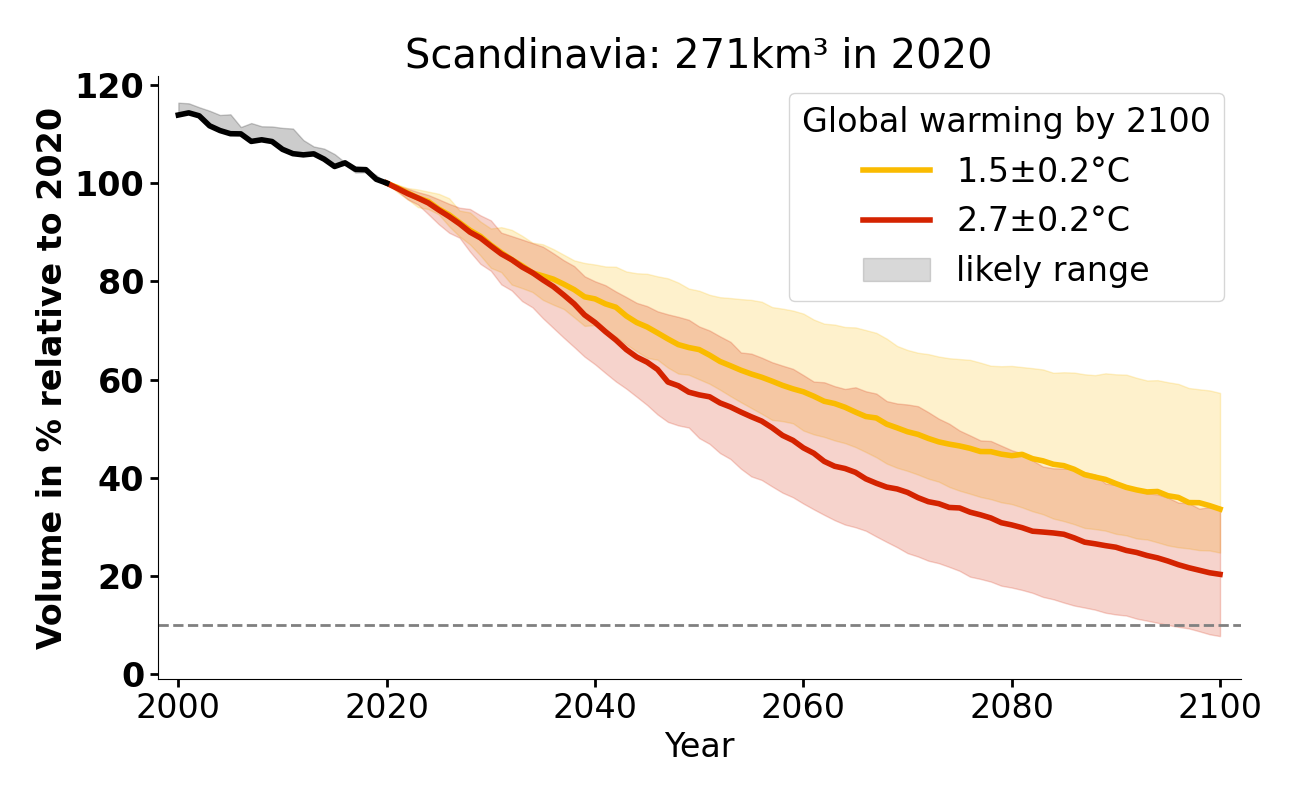 Scandinavia: 271km³ in 2020
Volume in % relative to 2020
120
100
80
60
40
20
0
Global warming by 2100
1.5±0.2°C
2.7±0.2°C
likely range
2000 2020 2040 2060 2080 2100
Year